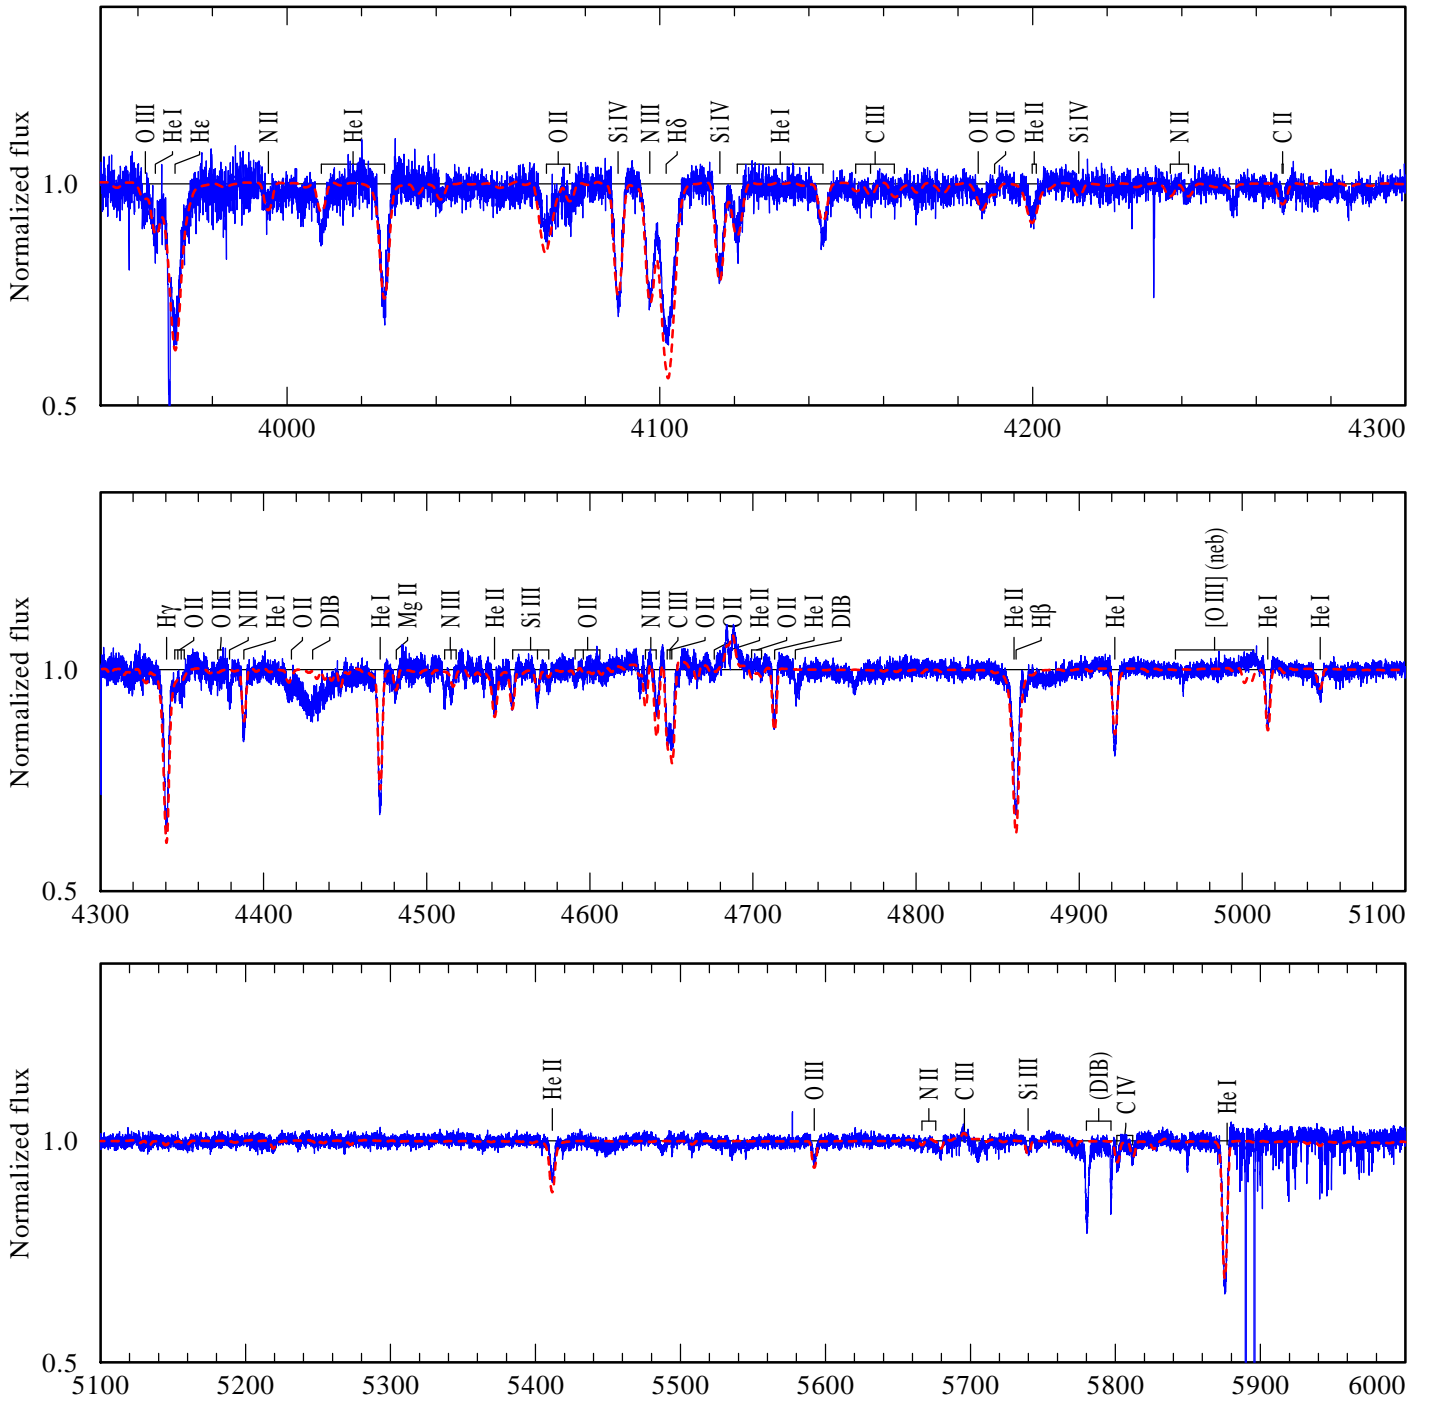 Normalized flux
O III
He I
Hε
N II
He I
O II
Si IV
N III
Hδ
Si IV
He I
C III
O II
O II
He II
Si IV
N II
C II
1.0
0.5
4000
4100
4200
4300
Normalized flux
Hγ
O II
O III
N III
He I
O II
DIB
He I
Mg II
N III
He II
Si III
O II
N III
C III
O II
O II
He II
O II
He I
DIB
He II
Hβ
He I
[O III] (neb)
He I
He I
1.0
0.5
4300
4400
4500
4600
4700
4800
4900
5000
5100
Normalized flux
He II
O III
N II
C III
Si III
(DIB)
C IV
He I
1.0
0.5
5100
5200
5300
5400
5500
5600
5700
5800
5900
6000